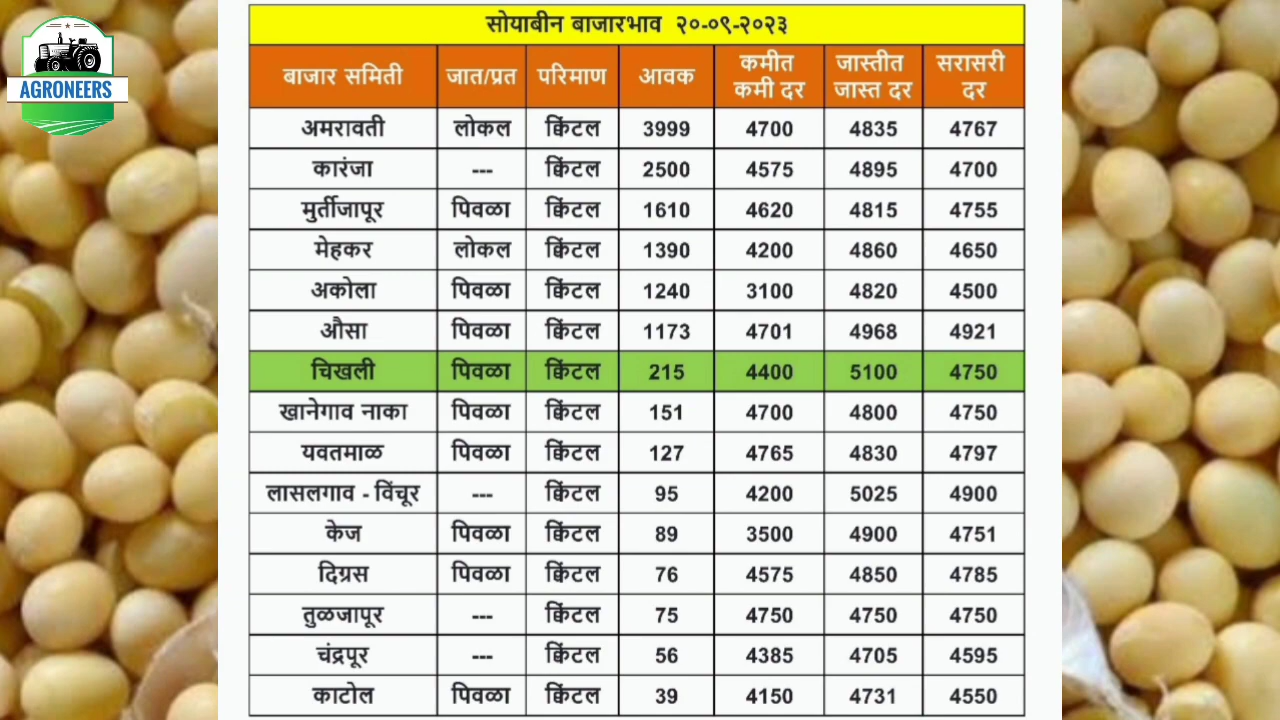 AGRONEERS
सोयाबीन बाजारभाव २०-०९-२०२३
बाजार समिती जात/प्रत परिमाण आवक कमीत कमी दर जास्तीत जास्त दर सरासरी दर
अमरावती लोकल क्विंटल 3999 4700 4835 4767
कारंजा --- क्विंटल 2500 4575 4895 4700
मुर्तीजापूर पिवळा क्विंटल 1610 4620 4815 4755
मेहकर लोकल क्विंटल 1390 4200 4860 4650
अकोला पिवळा क्विंटल 1240 3100 4820 4500
औसा पिवळा क्विंटल 1173 4701 4968 4921
चिखली पिवळा क्विंटल 215 4400 5100 4750
खानेगाव नाका पिवळा क्विंटल 151 4700 4800 4750
यवतमाळ पिवळा क्विंटल 127 4765 4830 4797
लासलगाव - विंचूर --- क्विंटल 95 4200 5025 4900
केज पिवळा क्विंटल 89 3500 4900 4751
दिग्रस पिवळा क्विंटल 76 4575 4850 4785
तुळजापूर --- क्विंटल 75 4750 4750 4750
चंद्रपूर --- क्विंटल 56 4385 4705 4595
काटोल पिवळा क्विंटल 39 4150 4731 4550